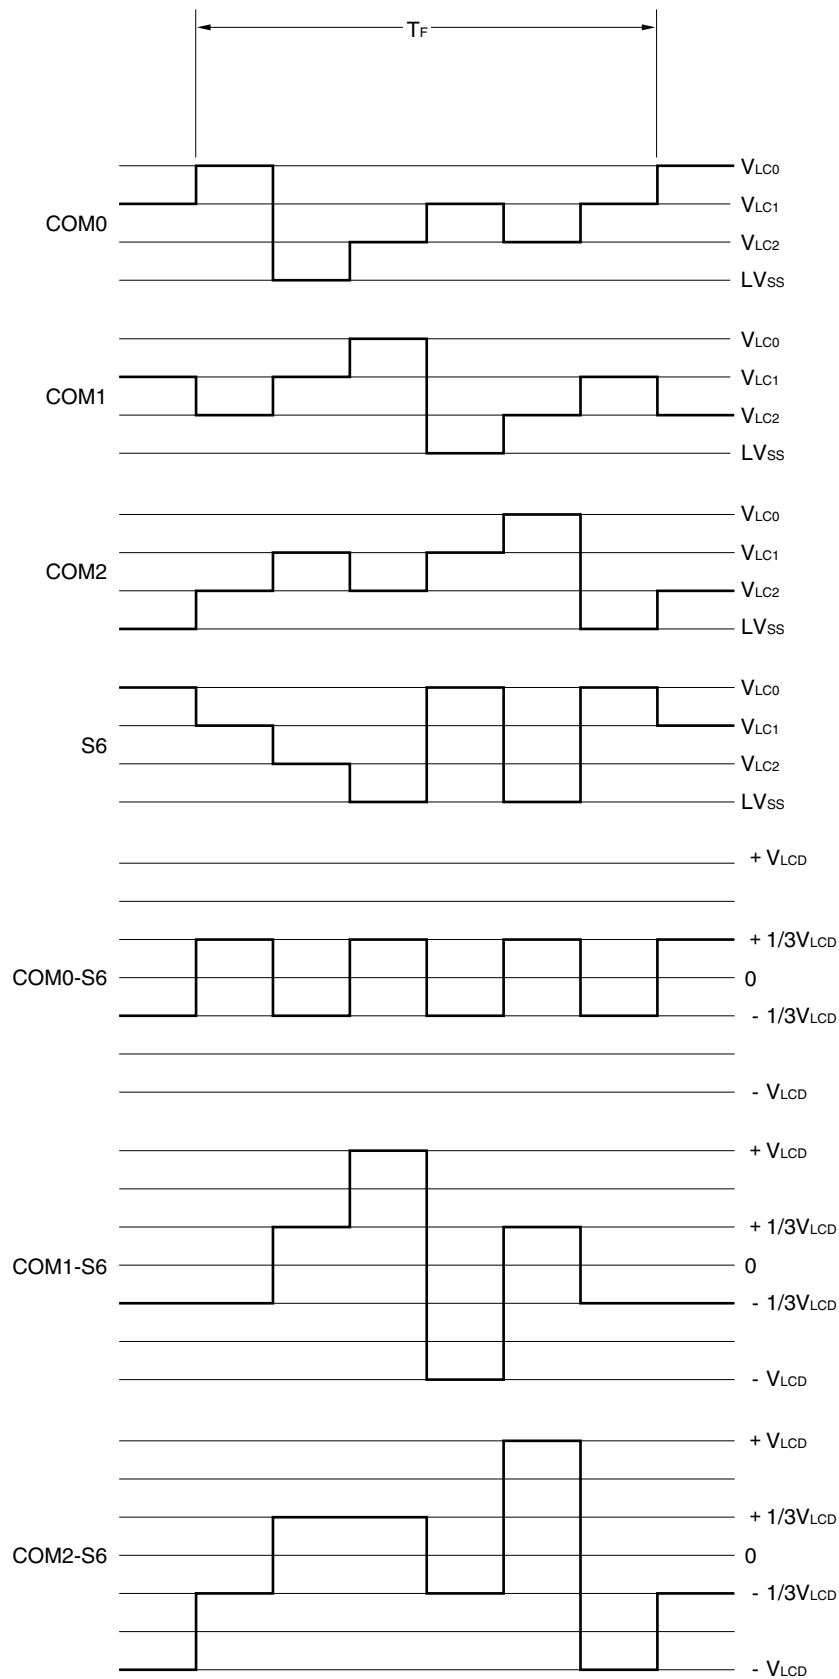 TF
VLC0
VLC1
COM0
VLC2
LVSS
VLC0
VLC1
COM1
VLC2
LVSS
VLC0
VLC1
COM2
VLC2
LVSS
VLC0
VLC1
S6
VLC2
LVSS
+ VLCD
+ 1/3VLCD
COM0-S6
0
- 1/3VLCD
- VLCD
+ VLCD
+ 1/3VLCD
COM1-S6
0
- 1/3VLCD
- VLCD
+ VLCD
+ 1/3VLCD
COM2-S6
0
- 1/3VLCD
- VLCD